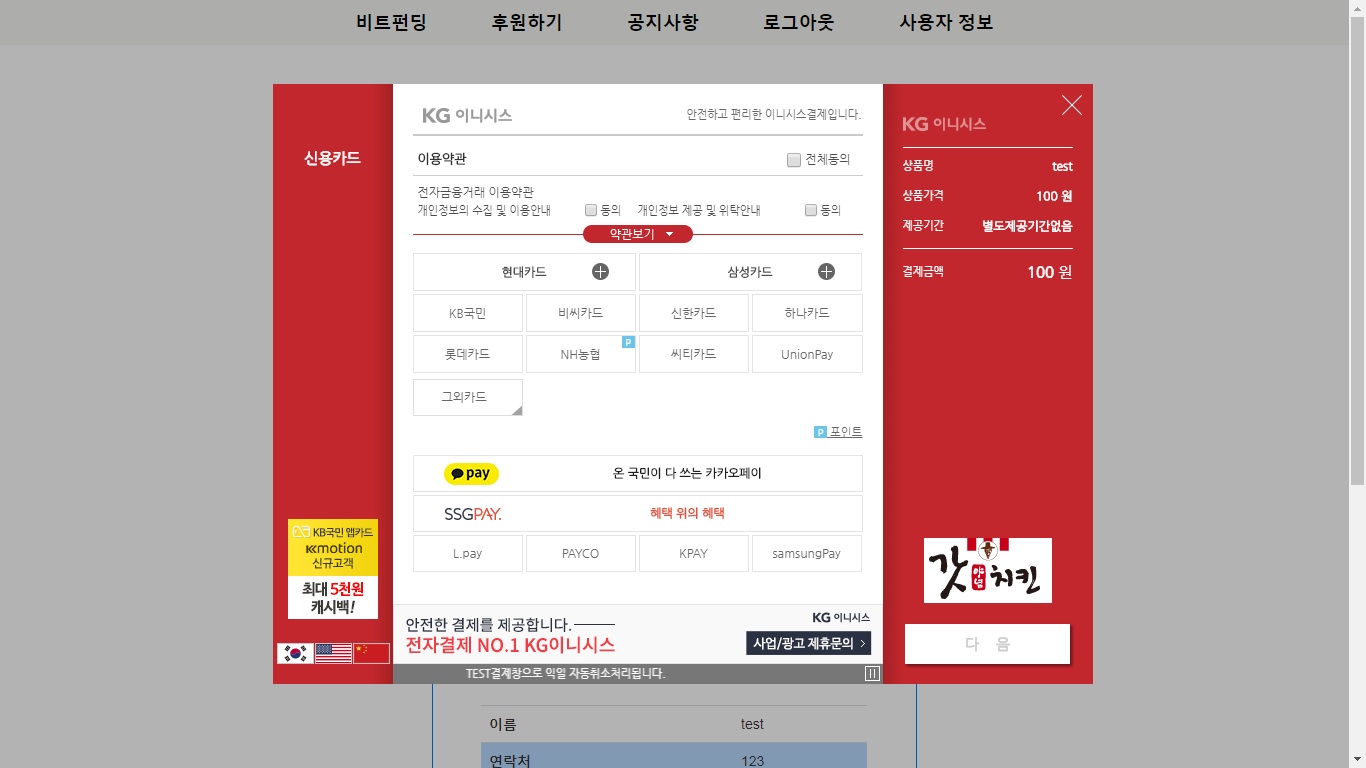 비트펀딩 후원하기 공지사항 로그아웃 사용자 정보
신용카드
KB국민 앱카드
K-motion
신규고객
최대 5천원
캐시백!
KG 이니시스
안전하고 편리한 이니시스결제입니다.
이용약관
전체동의
전자금융거래 이용약관
개인정보의 수집 및 이용안내 동의 개인정보 제공 및 위탁안내 동의
약관보기
현대카드 삼성카드
KB국민 비씨카드 신한카드 하나카드
롯데카드 NH농협 P 씨티카드 UnionPay
그외카드
P 포인트
pay 온 국민이 다 쓰는 카카오페이
SSGPAY. 혜택 위의 혜택
L.pay PAYCO KPAY samsungPay
안전한 결제를 제공합니다.
전자결제 NO.1 KG이니시스
KG 이니시스
사업/광고 제휴문의 >
TEST결제창으로 익일 자동취소처리됩니다.
KG 이니시스
상품명 test
상품가격 100 원
제공기간 별도제공기간없음
결제금액 100 원
갓 양념 치킨
다 음
이름 test
연락처 123